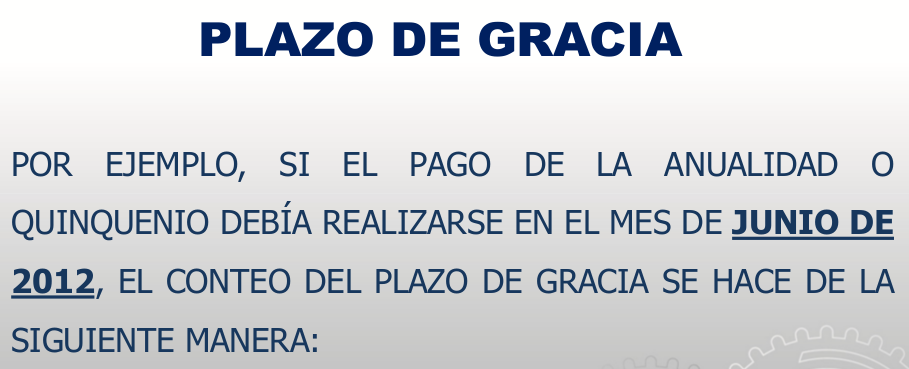 PLAZO DE GRACIA
POR EJEMPLO, SI EL PAGO DE LA ANUALIDAD O
QUINQUENIO DEBÍA REALIZARSE EN EL MES DE JUNIO DE
2012, EL CONTEO DEL PLAZO DE GRACIA SE HACE DE LA
SIGUIENTE MANERA: